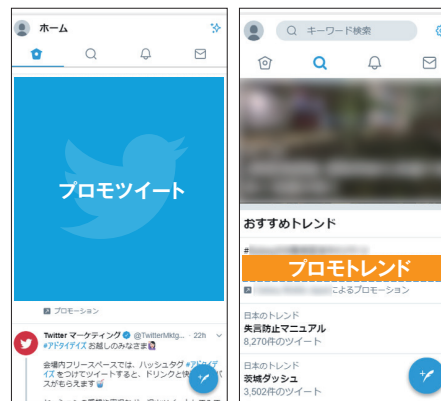 ホーム
プロモツイート
プロモーション
Twitter マーケティング @TwitterMktg... · 22h
#アドタイデイズ お越しのみなさま
会場内フリースペースでは、ハッシュタグ #アドタイデ
イズ をつけてツイートすると、ドリンクと快
スがもらえます
キーワード検索
おすすめトレンド
#
プロモトレンド
によるプロモーション
日本のトレンド
失言防止マニュアル
8,270件のツイート
日本のトレンド
茨城ダッシュ
3,502件のツイート